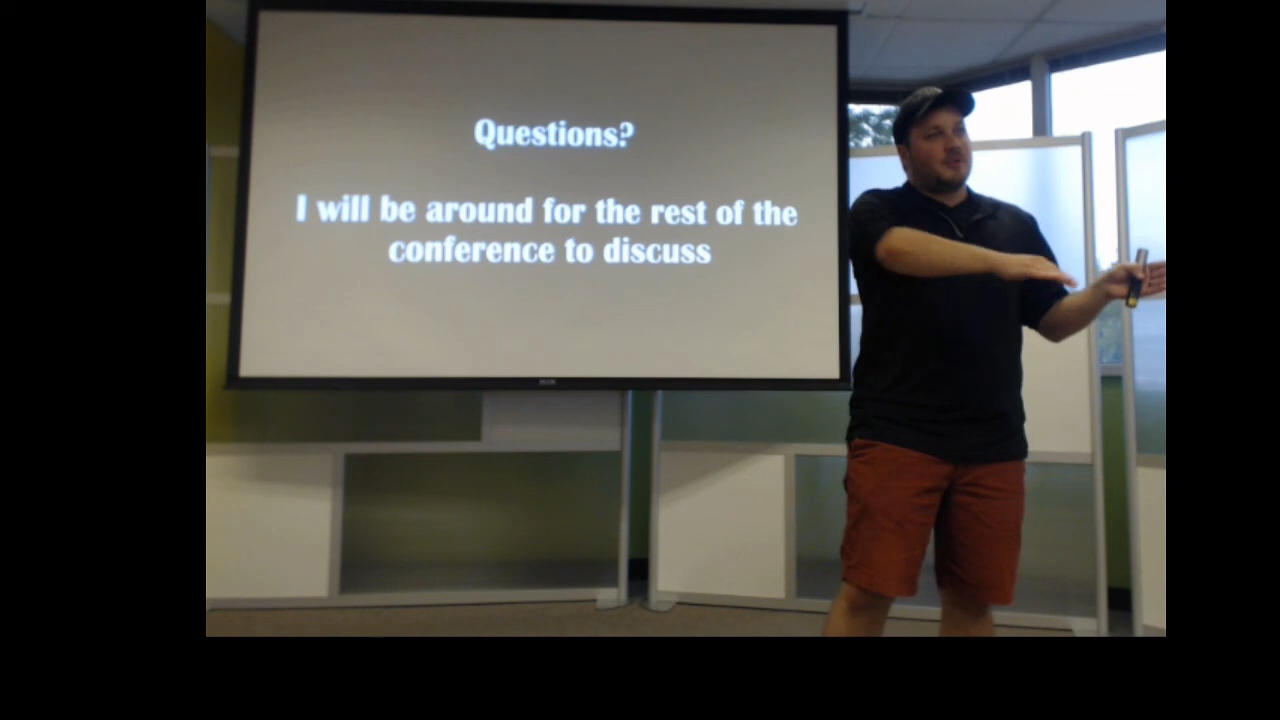 Questions?
I will be around for the rest of the
conference to discuss